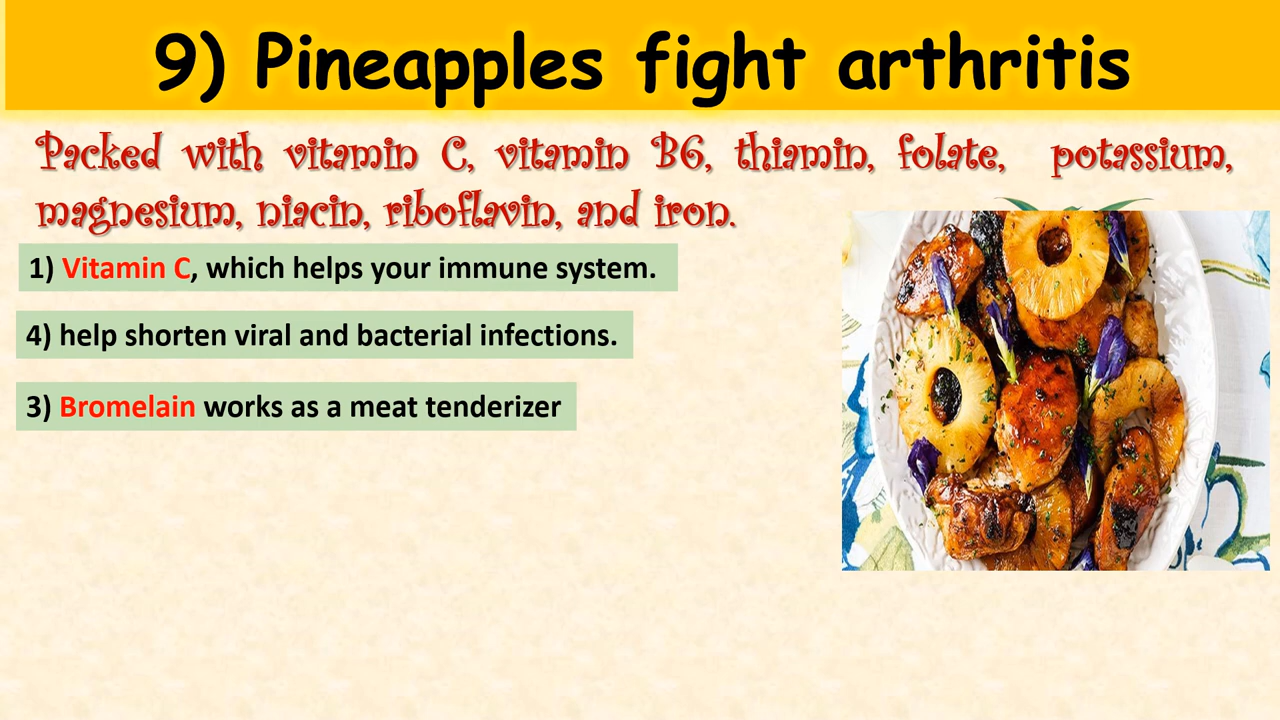 9) Pineapples fight arthritis
Packed with vitamin C, vitamin B6, thiamin, folate, potassium,
magnesium, niacin, riboflavin, and iron.
1) Vitamin C, which helps your immune system.
4) help shorten viral and bacterial infections.
3) Bromelain works as a meat tenderizer